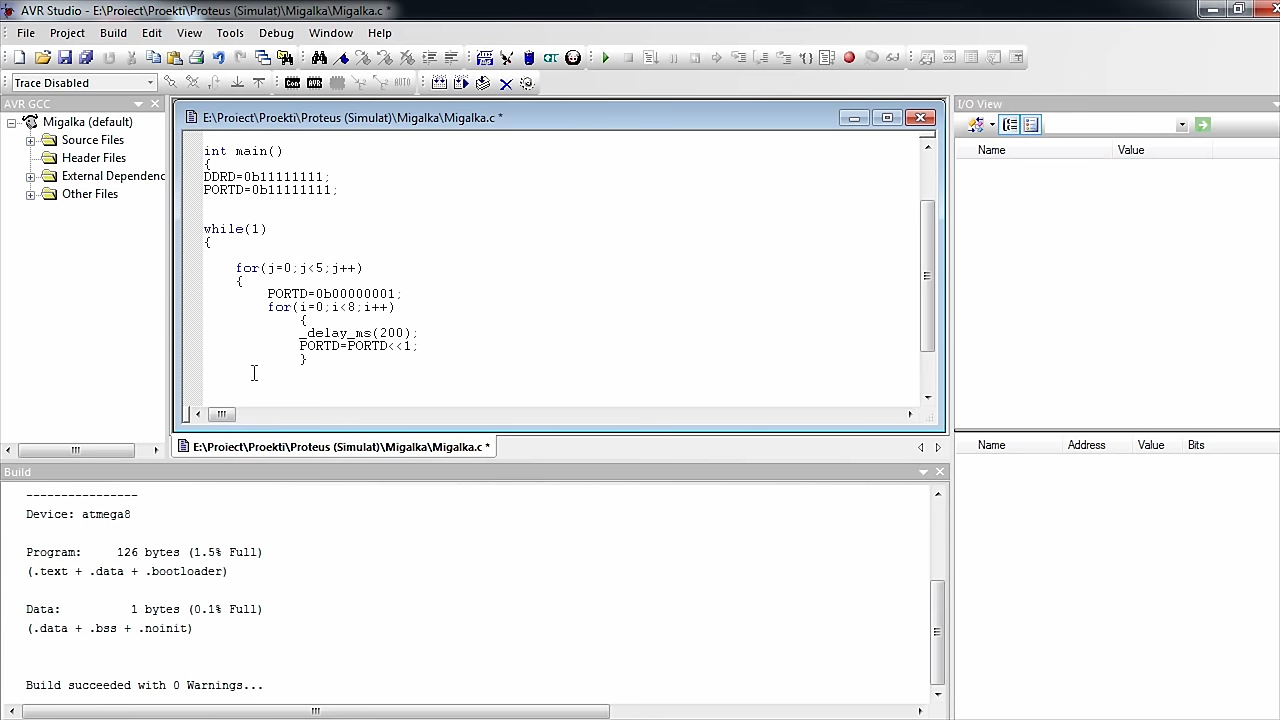 AVR Studio - E:\Proiect\Proekti\Proteus (Simulat)\Migalka\Migalka.c *
File Project Build Edit View Tools Debug Window Help
Trace Disabled
AVR GCC
Migalka (default)
Source Files
Header Files
External Dependenc
Other Files
E:\Proiect\Proekti\Proteus (Simulat)\Migalka\Migalka.c *
int main()
{
DDRD=0b11111111;
PORTD=0b11111111;
while(1)
{
for(j=0;j<5;j++)
{
PORTD=0b00000001;
for(i=0;i<8;i++)
{
_delay_ms(200);
PORTD=PORTD<<1;
}
E:\Proiect\Proekti\Proteus (Simulat)\Migalka\Migalka.c *
I/O View
Name Value
Name Address Value Bits
Build
----------------
Device: atmega8
Program: 126 bytes (1.5% Full)
(.text + .data + .bootloader)
Data: 1 bytes (0.1% Full)
(.data + .bss + .noinit)
Build succeeded with 0 Warnings...